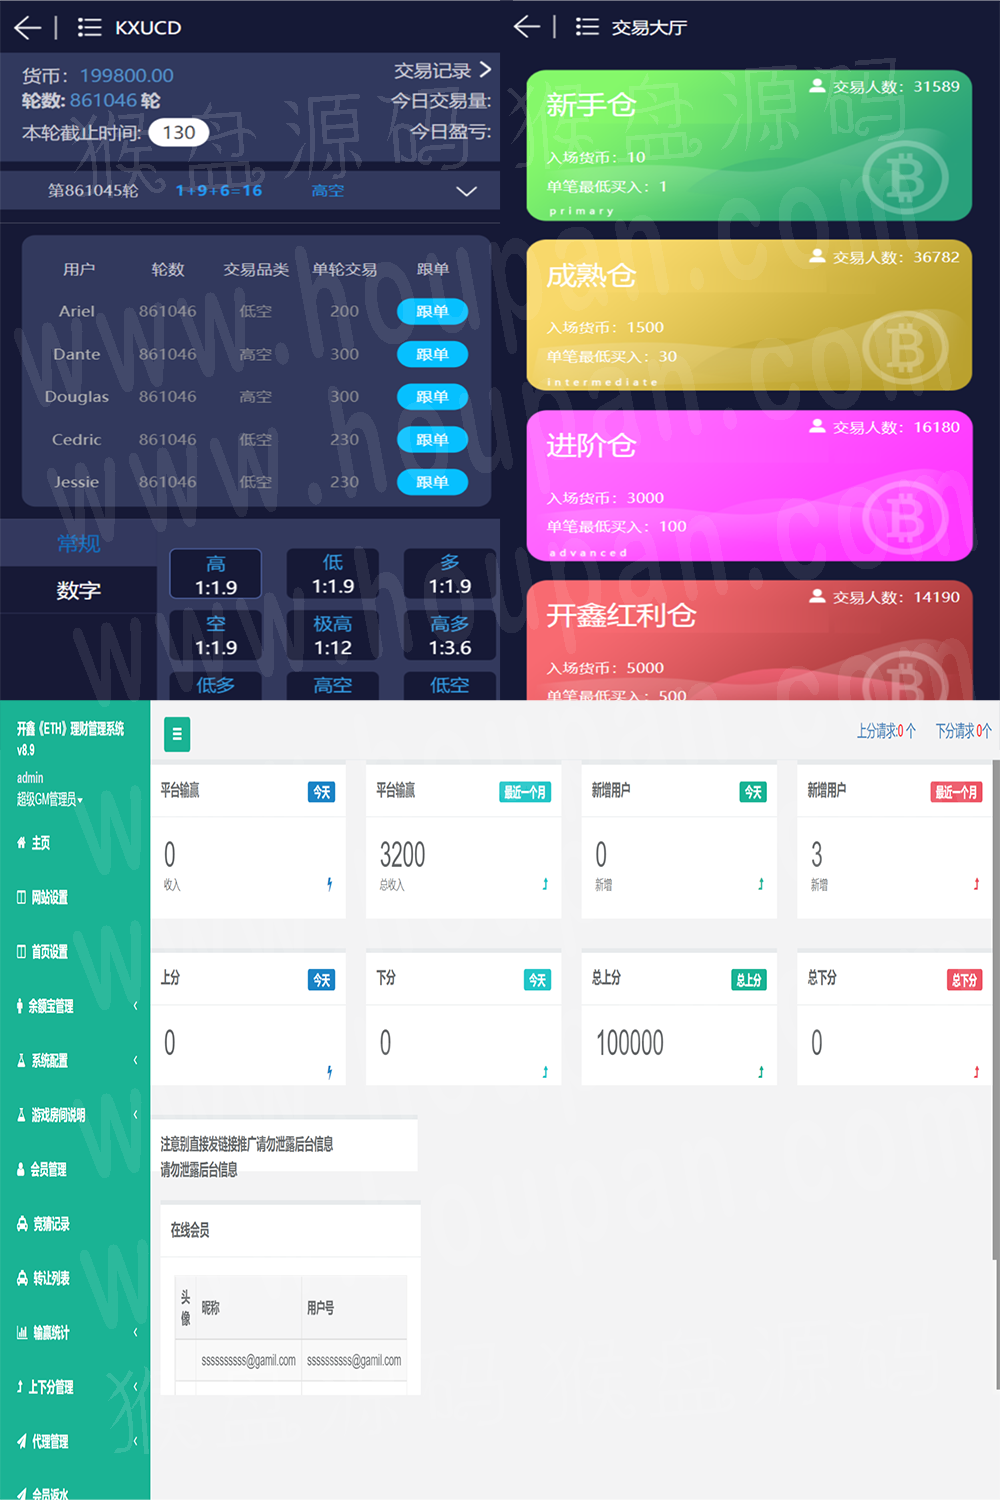 KXUCD
货币：199800.00
交易记录
轮数: 861046 轮
今日交易量:
本轮截止时间: 130
今日盈亏:
第861045轮 1+9+6=16 高空
用户 轮数 交易品类 单轮交易 跟单
Ariel 861046 低空 200 跟单
Dante 861046 高空 300 跟单
Douglas 861046 高空 300 跟单
Cedric 861046 低空 230 跟单
Jessie 861046 低空 230 跟单
常规
数字
高 低 多
1:1.9 1:1.9 1:1.9
空 极高 高多
1:1.9 1:12 1:3.6
低多 高空 低空
交易大厅
新手仓
交易人数：31589
入场货币：10
单笔最低买入：1
primary
成熟仓
交易人数：36782
入场货币：1500
单笔最低买入：30
intermediate
进阶仓
交易人数：16180
入场货币：3000
单笔最低买入：100
advanced
开鑫红利仓
交易人数：14190
入场货币：5000
单笔最低买入：500
猴盘源码
www.houpan.com
www.houpan.com
www.houpan.com
开鑫《ETH》理财管理系统
v8.9
admin
超级GM管理员
主页
网站设置
首页设置
余额宝管理
系统配置
游戏房间说明
会员管理
竞猜记录
转让列表
输赢统计
上下分管理
代理管理
会员返水
上分请求:0 个 下分请求 0个
平台输赢 今天
0
收入
平台输赢 最近一个月
3200
总收入
新增用户 今天
0
新增
新增用户 最近一个月
3
新增
上分 今天
0
下分 今天
0
总上分 总上分
100000
总下分 总下分
0
注意别直接发链接推广请勿泄露后台信息
请勿泄露后台信息
在线会员
头像 昵称 用户号
ssssssssss@gamil.com ssssssssss@gamil.com
猴盘源码